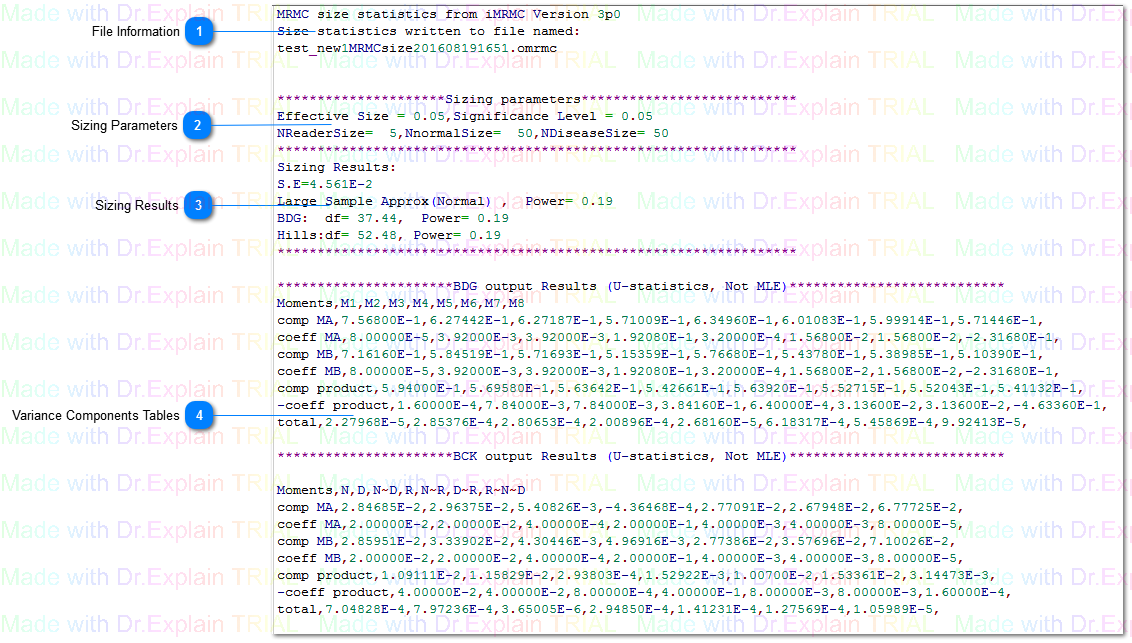 MRMC size statistics from iMRMC Version 3p0
File Information 1
Size statistics written to file named:
test_new1MRMCsize201608191651.omrmc
*********************Sizing parameters***************************
Effective Size = 0.05,Significance Level = 0.05
Sizing Parameters 2
NReaderSize=  5,NnormalSize=  50,NDiseaseSize= 50
*****************************************************************
Sizing Results:
S.E=4.561E-2
Sizing Results 3
Large Sample Approx(Normal) ,  Power= 0.19
BDG:  df= 37.44,  Power= 0.19
Hills:df= 52.48, Power= 0.19
*****************************************************************
**********************BDG output Results (U-statistics, Not MLE)***************************
Moments,M1,M2,M3,M4,M5,M6,M7,M8
comp MA,7.56800E-1,6.27442E-1,6.27187E-1,5.71009E-1,6.34960E-1,6.01083E-1,5.99914E-1,5.71446E-1,
coeff MA,8.00000E-5,3.92000E-3,3.92000E-3,1.92080E-1,3.20000E-4,1.56800E-2,1.56800E-2,-2.31680E-1,
comp MB,7.16160E-1,5.84519E-1,5.71693E-1,5.15359E-1,5.76680E-1,5.43780E-1,5.38985E-1,5.10390E-1,
coeff MB,8.00000E-5,3.92000E-3,3.92000E-3,1.92080E-1,3.20000E-4,1.56800E-2,1.56800E-2,-2.31680E-1,
comp product,5.94000E-1,5.69580E-1,5.63642E-1,5.42661E-1,5.63920E-1,5.52715E-1,5.52043E-1,5.41132E-1,
-coeff product,1.60000E-4,7.84000E-3,7.84000E-3,3.84160E-1,6.40000E-4,3.13600E-2,3.13600E-2,-4.63360E-1,
Variance Components Tables 4
total,2.27968E-5,2.85376E-4,2.80653E-4,2.00896E-4,2.68160E-5,6.18317E-4,5.45869E-4,9.92413E-5,
**********************BCK output Results (U-statistics, Not MLE)***************************
Moments,N,D,N~D,R,N~R,D~R,R~N~D
comp MA,2.84685E-2,2.96375E-2,5.40826E-3,-4.36468E-4,2.77091E-2,2.67948E-2,6.77725E-2,
coeff MA,2.00000E-2,2.00000E-2,4.00000E-4,2.00000E-1,4.00000E-3,4.00000E-3,8.00000E-5,
comp MB,2.85951E-2,3.33902E-2,4.30446E-3,4.96916E-3,2.77386E-2,3.57696E-2,7.10026E-2,
coeff MB,2.00000E-2,2.00000E-2,4.00000E-4,2.00000E-1,4.00000E-3,4.00000E-3,8.00000E-5,
comp product,1.09111E-2,1.15829E-2,2.93803E-4,1.52922E-3,1.00700E-2,1.53361E-2,3.14473E-3,
-coeff product,4.00000E-2,4.00000E-2,8.00000E-4,4.00000E-1,8.00000E-3,8.00000E-3,1.60000E-4,
total,7.04828E-4,7.97236E-4,3.65005E-6,2.94850E-4,1.41231E-4,1.27569E-4,1.05989E-5,